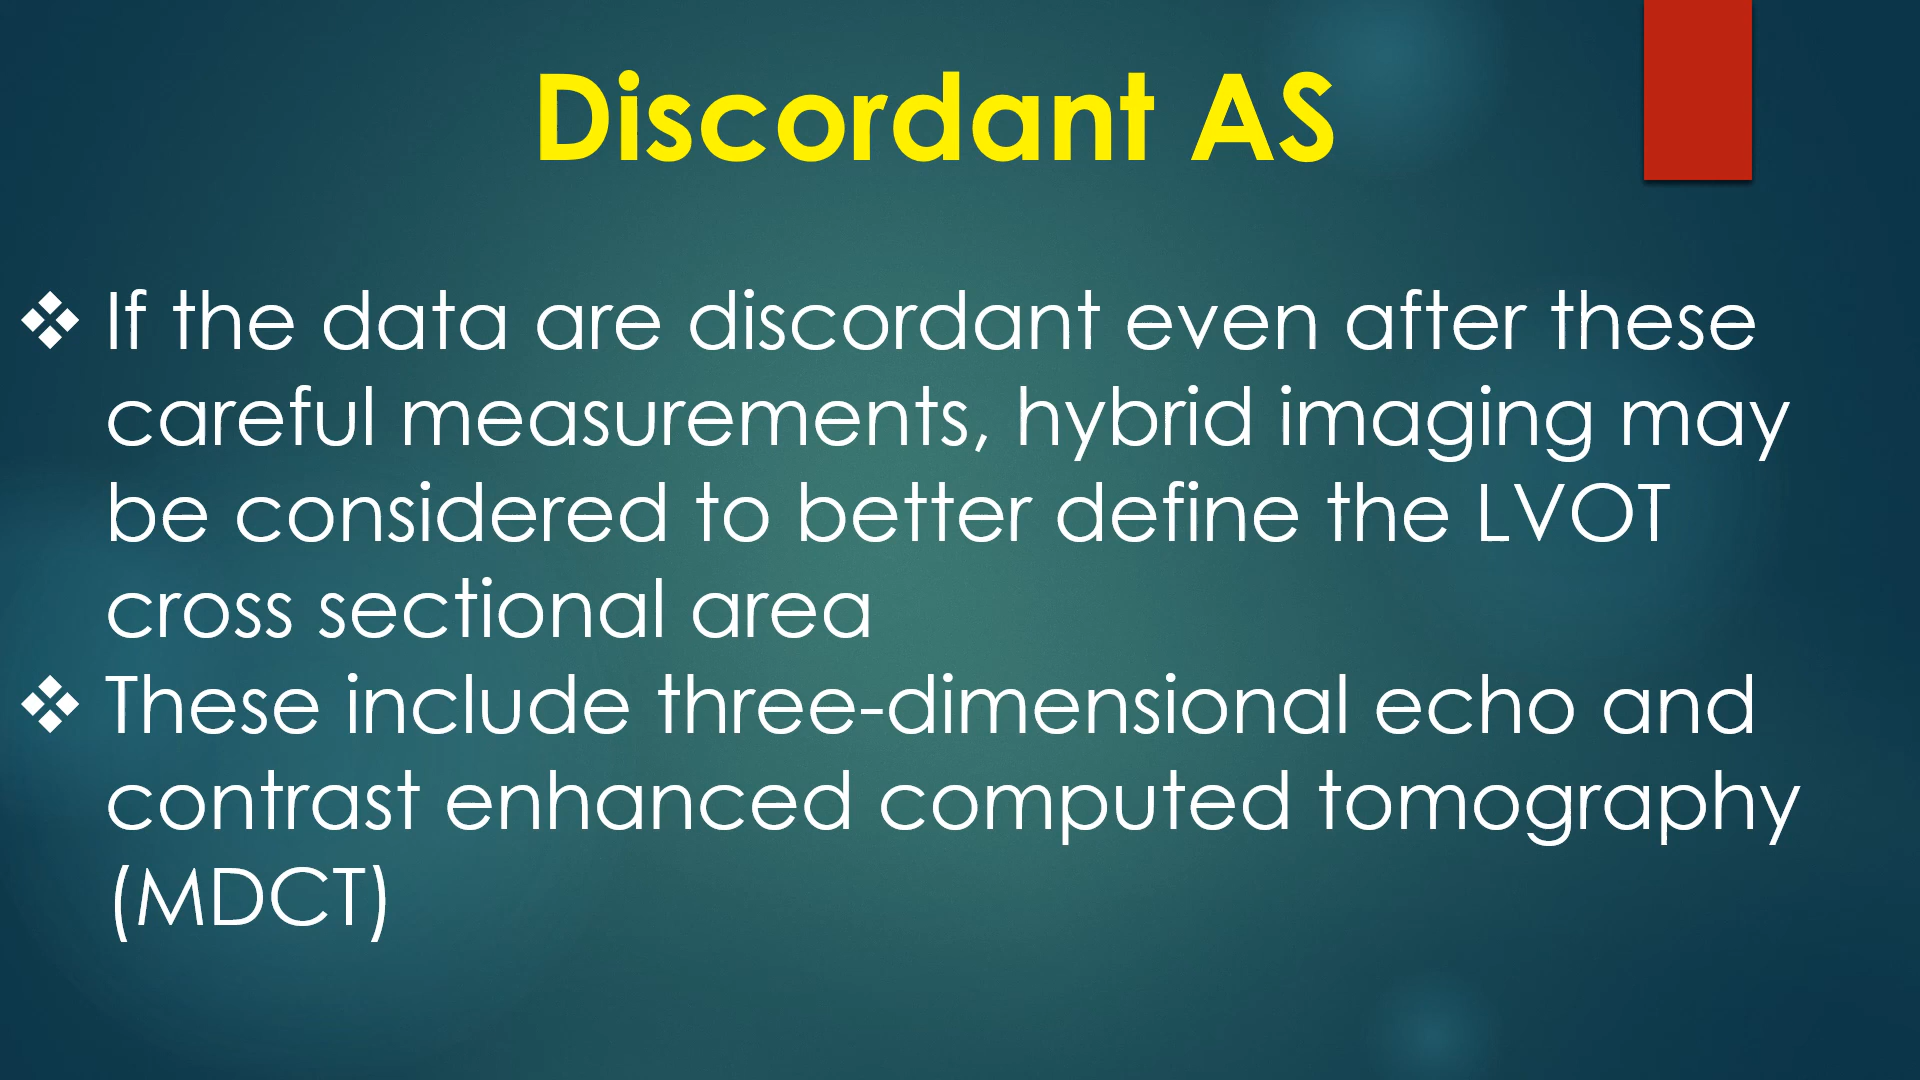 Discordant AS
❖ If the data are discordant even after these
careful measurements, hybrid imaging may
be considered to better define the LVOT
cross sectional area
❖ These include three-dimensional echo and
contrast enhanced computed tomography
(MDCT)